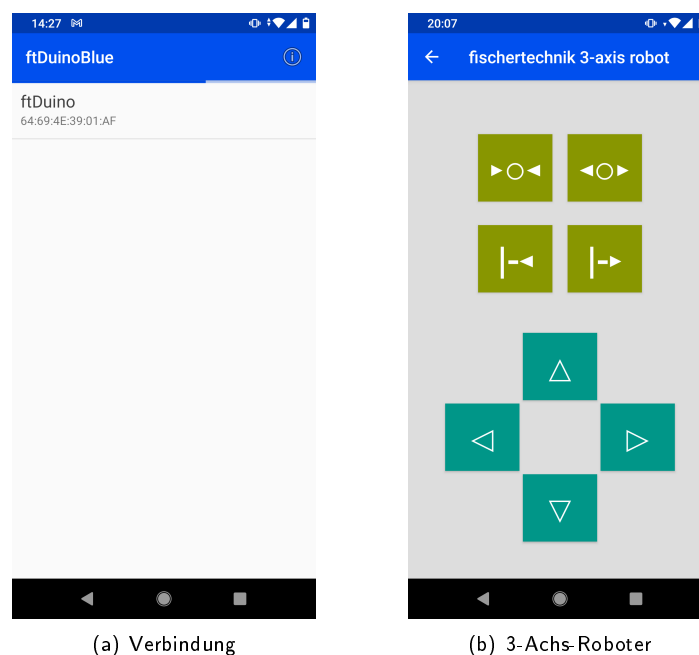 14:27
ftDuinoBlue
ftDuino
64:69:4E:39:01:AF
(a) Verbindung
20:07
fischertechnik 3-axis robot
(b) 3-Achs-Roboter